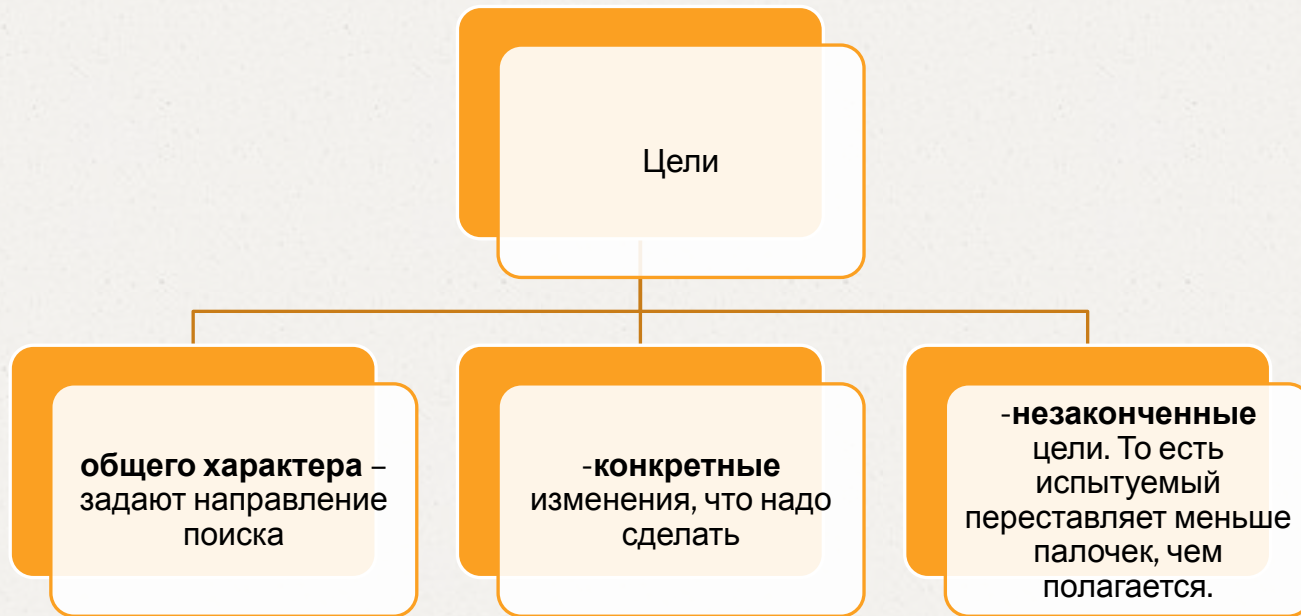 Цели
общего характера –
задают направление
поиска
-конкретные
изменения, что надо
сделать
-незаконченные
цели. То есть
испытуемый
переставляет меньше
палочек, чем
полагается.